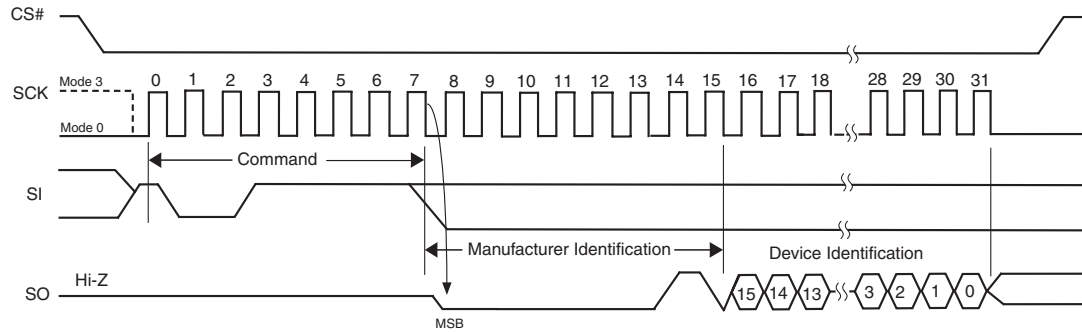 CS#
SCK
Mode 3
Mode 0
0 1 2 3 4 5 6 7 8 9 10 11 12 13 14 15 16 17 18 28 29 30 31
Command
SI
Manufacturer Identification
Device Identification
SO
Hi-Z
15 14 13 3 2 1 0
MSB